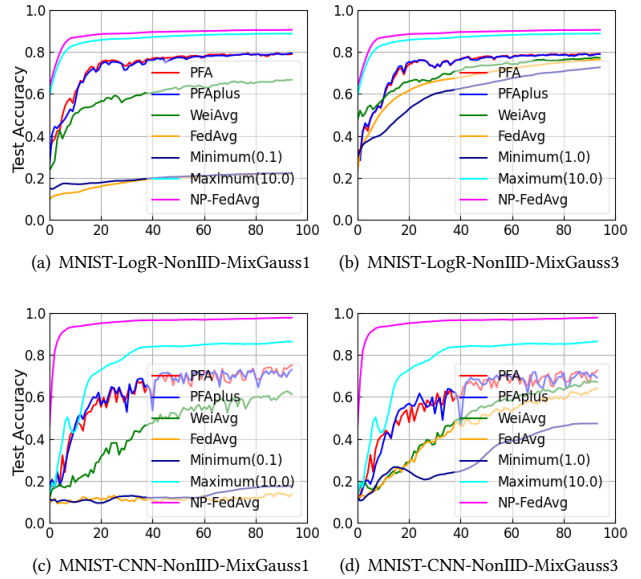 Test Accuracy
1.0
0.8
0.6
0.4
0.2
0.0
PFA
PFAplus
WeiAvg
FedAvg
Minimum(0.1)
Maximum(10.0)
NP-FedAvg
0 20 40 60 80 100
(a) MNIST-LogR-NonIID-MixGauss1
1.0
0.8
0.6
0.4
0.2
0.0
PFA
PFAplus
WeiAvg
FedAvg
Minimum(1.0)
Maximum(10.0)
NP-FedAvg
0 20 40 60 80 100
(b) MNIST-LogR-NonIID-MixGauss3
Test Accuracy
1.0
0.8
0.6
0.4
0.2
0.0
PFA
PFAplus
WeiAvg
FedAvg
Minimum(0.1)
Maximum(10.0)
NP-FedAvg
0 20 40 60 80 100
(c) MNIST-CNN-NonIID-MixGauss1
1.0
0.8
0.6
0.4
0.2
0.0
PFA
PFAplus
WeiAvg
FedAvg
Minimum(1.0)
Maximum(10.0)
NP-FedAvg
0 20 40 60 80 100
(d) MNIST-CNN-NonIID-MixGauss3